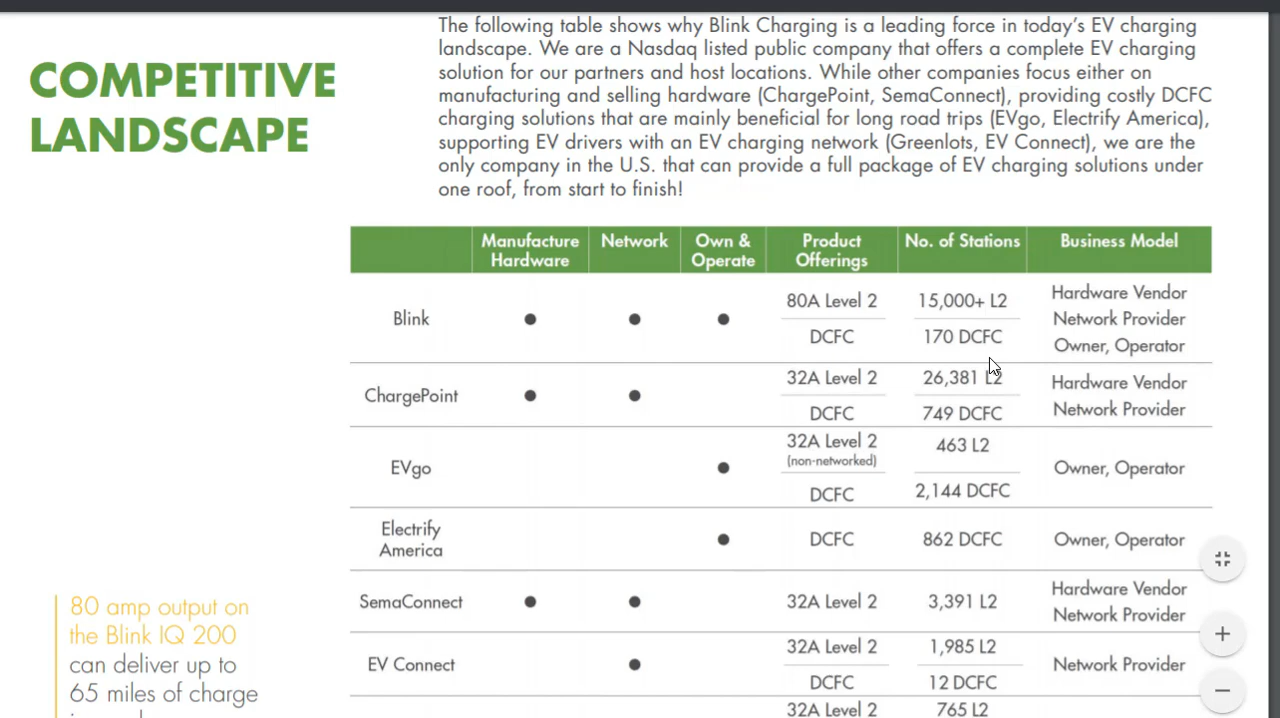 The following table shows why Blink Charging is a leading force in today's EV charging
landscape. We are a Nasdaq listed public company that offers a complete EV charging
solution for our partners and host locations. While other companies focus either on
manufacturing and selling hardware (ChargePoint, SemaConnect), providing costly DCFC
charging solutions that are mainly beneficial for long road trips (EVgo, Electrify America),
supporting EV drivers with an EV charging network (Greenlots, EV Connect), we are the
only company in the U.S. that can provide a full package of EV charging solutions under
one roof, from start to finish!
COMPETITIVE
LANDSCAPE
Manufacture Hardware Network Own & Operate Product Offerings No. of Stations Business Model
Blink ● ● ● 80A Level 2 15,000+ L2 Hardware Vendor
Network Provider
DCFC 170 DCFC Owner, Operator
ChargePoint ● ● 32A Level 2 26,381 L2 Hardware Vendor
DCFC 749 DCFC Network Provider
EVgo ● 32A Level 2 463 L2 Owner, Operator
(non-networked)
DCFC 2,144 DCFC
Electrify America ● DCFC 862 DCFC Owner, Operator
SemaConnect ● ● 32A Level 2 3,391 L2 Hardware Vendor
Network Provider
EV Connect ● 32A Level 2 1,985 L2 Network Provider
DCFC 12 DCFC
32A Level 2 765 L2
80 amp output on
the Blink IQ 200
can deliver up to
65 miles of charge